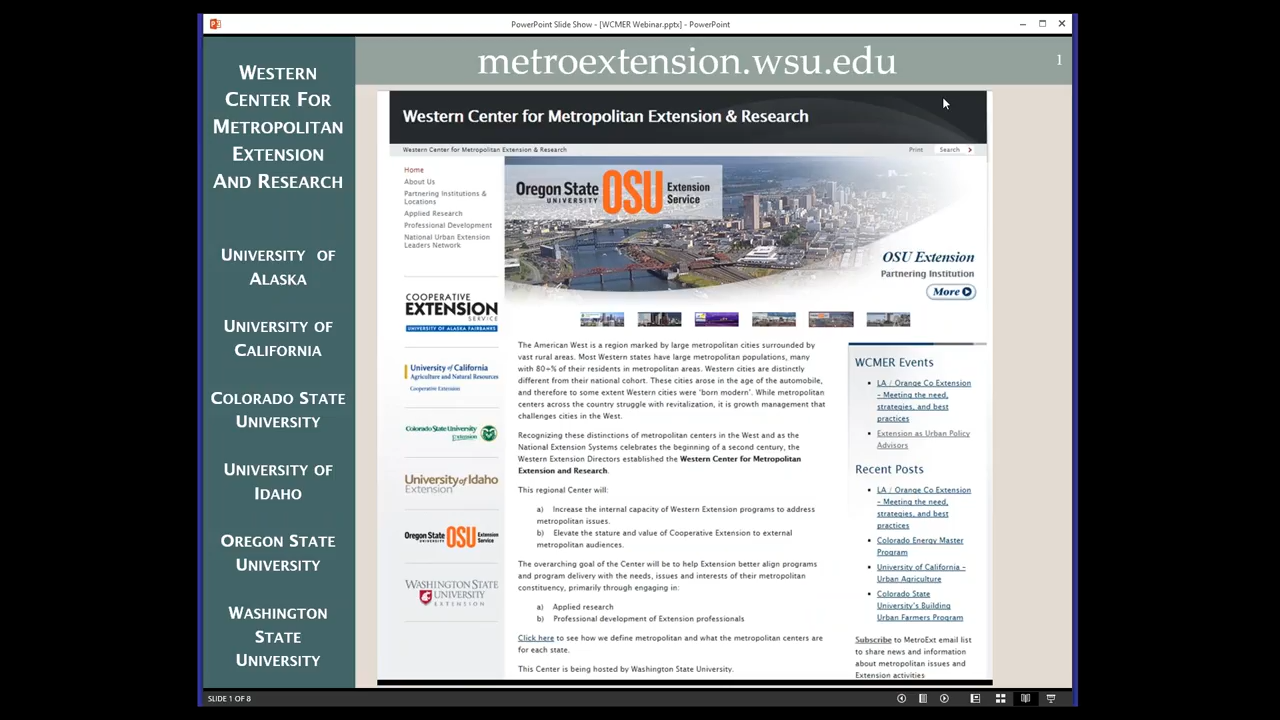 PowerPoint Slide Show - [WCMER Webinar.pptx] - PowerPoint
metroextension.wsu.edu
1
WESTERN
CENTER FOR
METROPOLITAN
EXTENSION
AND RESEARCH
UNIVERSITY OF
ALASKA
UNIVERSITY OF
CALIFORNIA
COLORADO STATE
UNIVERSITY
UNIVERSITY OF
IDAHO
OREGON STATE
UNIVERSITY
WASHINGTON
STATE
UNIVERSITY
Western Center for Metropolitan Extension & Research
Western Center for Metropolitan Extension & Research
Print
Search
Home
About Us
Partnering Institutions &
Locations
Applied Research
Professional Development
National Urban Extension
Leaders Network
COOPERATIVE
EXTENSION
SERVICE
UNIVERSITY OF ALASKA FAIRBANKS
University of California
Agriculture and Natural Resources
Cooperative Extension
Colorado State University
Extension
University of Idaho
Extension
Oregon State
UNIVERSITY
OSU
Extension
Service
WASHINGTON STATE
UNIVERSITY
EXTENSION
Oregon State
UNIVERSITY
OSU
Extension
Service
OSU Extension
Partnering Institution
More
The American West is a region marked by large metropolitan cities surrounded by
vast rural areas. Most Western states have large metropolitan populations, many
with 80+% of their residents in metropolitan areas. Western cities are distinctly
different from their national cohort. These cities arose in the age of the automobile,
and therefore to some extent Western cities were 'born modern'. While metropolitan
centers across the country struggle with revitalization, it is growth management that
challenges cities in the West.
Recognizing these distinctions of metropolitan centers in the West and as the
National Extension Systems celebrates the beginning of a second century, the
Western Extension Directors established the Western Center for Metropolitan
Extension and Research.
This regional Center will:
a) Increase the internal capacity of Western Extension programs to address
metropolitan issues.
b) Elevate the stature and value of Cooperative Extension to external
metropolitan audiences.
The overarching goal of the Center will be to help Extension better align programs
and program delivery with the needs, issues and interests of their metropolitan
constituency, primarily through engaging in:
a) Applied research
b) Professional development of Extension professionals
Click here to see how we define metropolitan and what the metropolitan centers are
for each state.
This Center is being hosted by Washington State University.
WCMER Events
LA / Orange Co Extension
– Meeting the need,
strategies, and best
practices
Extension as Urban Policy
Advisors
Recent Posts
LA / Orange Co Extension
– Meeting the need,
strategies, and best
practices
Colorado Energy Master
Program
University of California –
Urban Agriculture
Colorado State
University's Building
Urban Farmers Program
Subscribe to MetroExt email list
to share news and information
about metropolitan issues and
Extension activities
SLIDE 1 OF 8